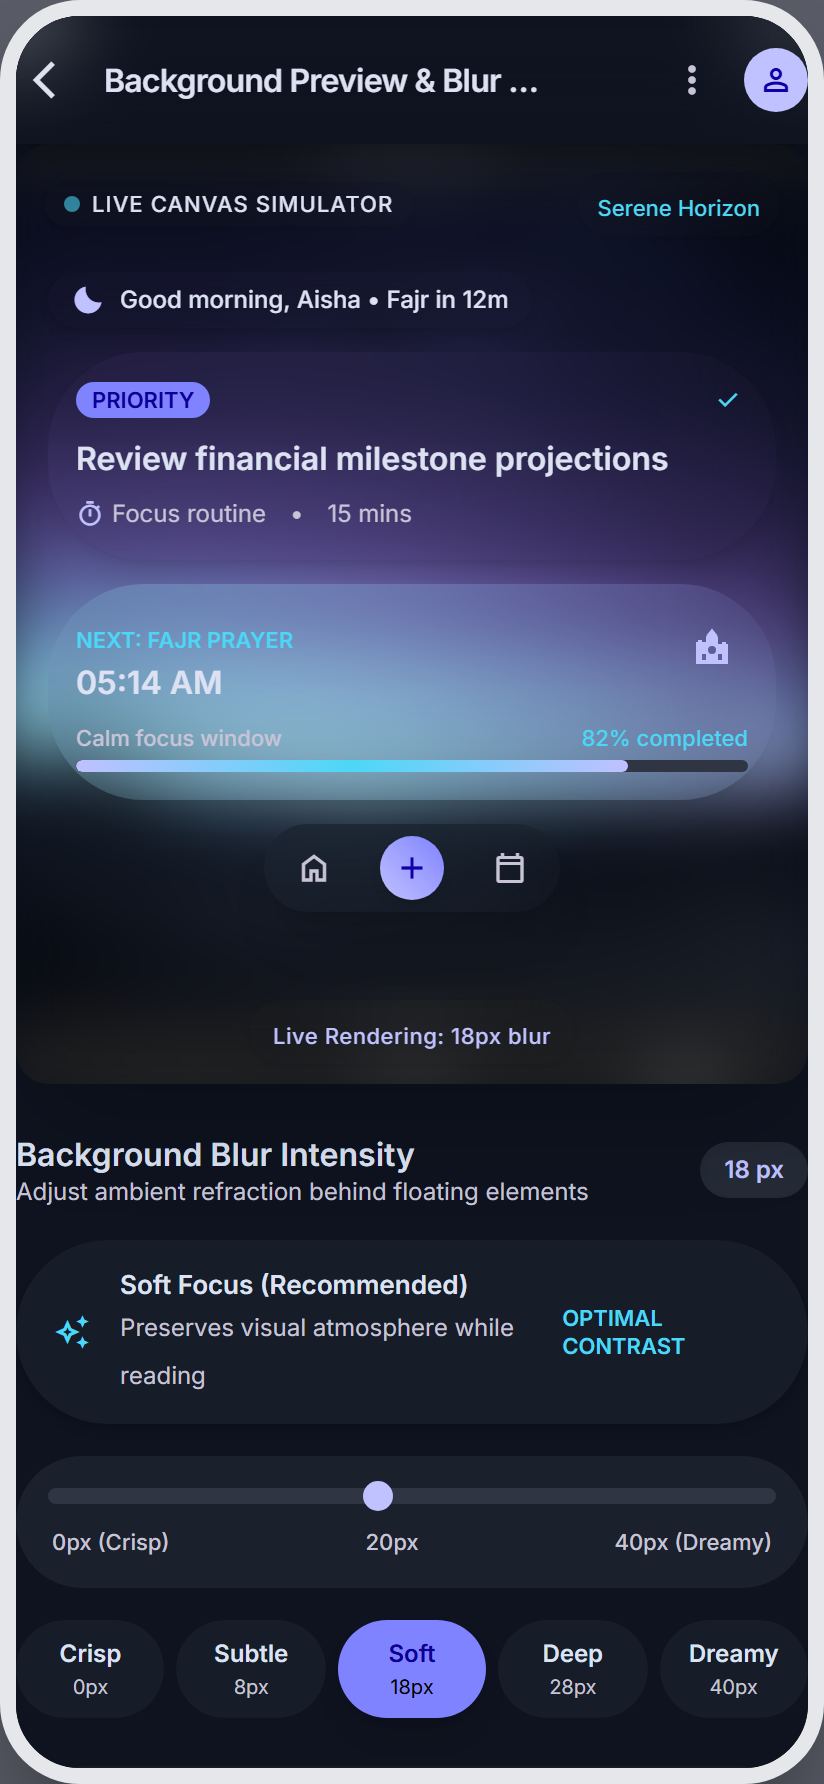 Background Preview & Blur ...
LIVE CANVAS SIMULATOR
Serene Horizon
Good morning, Aisha • Fajr in 12m
PRIORITY
Review financial milestone projections
Focus routine • 15 mins
NEXT: FAJR PRAYER
05:14 AM
Calm focus window
82% completed
Live Rendering: 18px blur
Background Blur Intensity
Adjust ambient refraction behind floating elements
18 px
Soft Focus (Recommended)
Preserves visual atmosphere while
reading
OPTIMAL
CONTRAST
0px (Crisp)
20px
40px (Dreamy)
Crisp
0px
Subtle
8px
Soft
18px
Deep
28px
Dreamy
40px